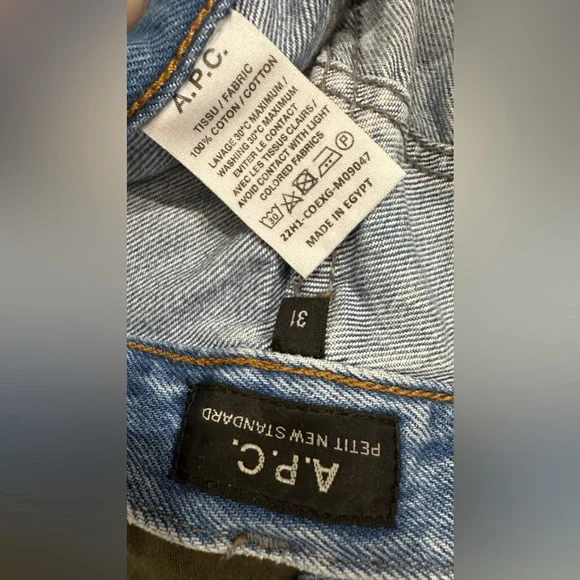 A.P.C.
TISSU / FABRIC
100% COTON / COTTON
LAVAGE 30°C MAXIMUM /
WASHING 30°C MAXIMUM
EVITER LE CONTACT
AVEC LES TISSUS CLAIRS /
AVOID CONTACT WITH LIGHT
COLORED FABRICS
30 P
22H1-COEXG-M09047
MADE IN EGYPT
31
A.P.C.
PETIT NEW STANDARD